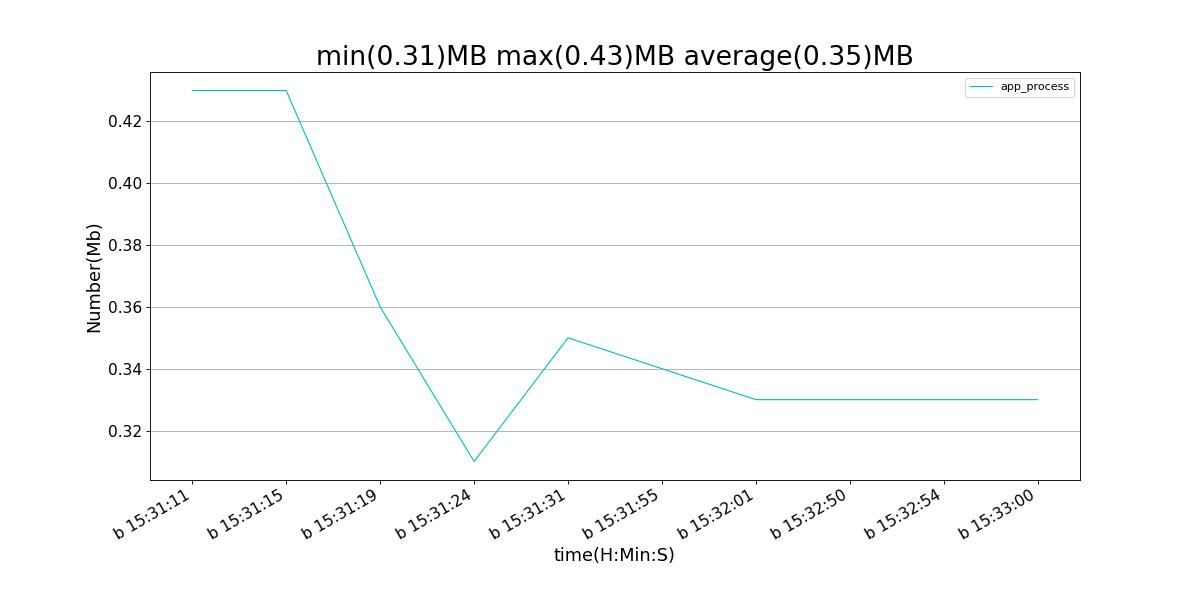 min(0.31)MB max(0.43)MB average(0.35)MB
app_process
0.42
0.40
0.38
0.36
0.34
0.32
Number(Mb)
b 15:31:11
b 15:31:15
b 15:31:19
b 15:31:24
b 15:31:31
b 15:31:55
b 15:32:01
b 15:32:50
b 15:32:54
b 15:33:00
time(H:Min:S)